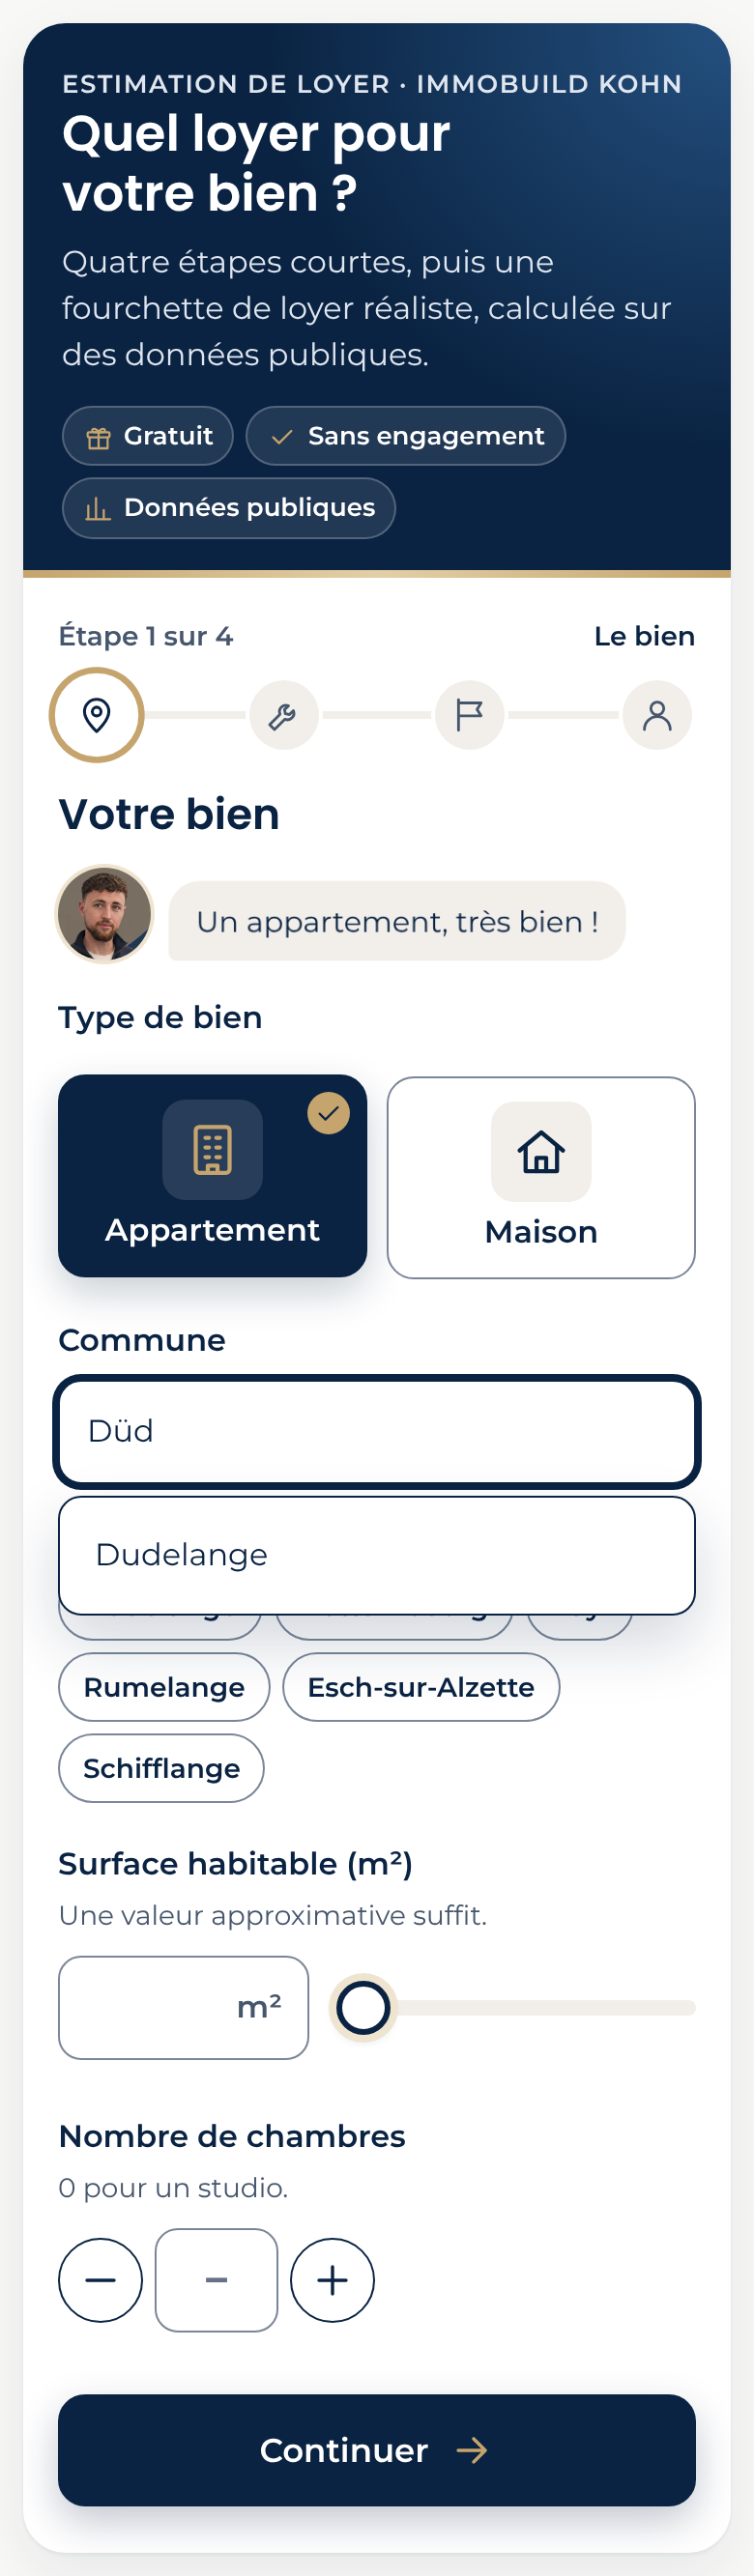 ESTIMATION DE LOYER · IMMOBUILD KOHN
Quel loyer pour
votre bien ?
Quatre étapes courtes, puis une
fourchette de loyer réaliste, calculée sur
des données publiques.
Gratuit
Sans engagement
Données publiques
Étape 1 sur 4
Le bien
Votre bien
Un appartement, très bien !
Type de bien
Appartement
Maison
Commune
Düd
Dudelange
Rumelange
Esch-sur-Alzette
Schifflange
Surface habitable (m²)
Une valeur approximative suffit.
m²
Nombre de chambres
0 pour un studio.
–
Continuer